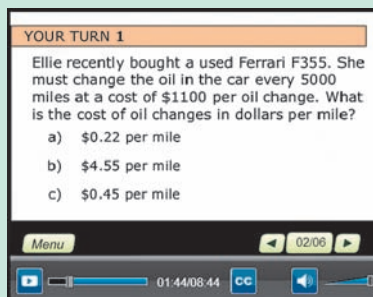 YOUR TURN 1
Ellie recently bought a used Ferrari F355. She
must change the oil in the car every 5000
miles at a cost of $1100 per oil change. What
is the cost of oil changes in dollars per mile?
a) $0.22 per mile
b) $4.55 per mile
c) $0.45 per mile
Menu
02/06
01:44/08:44
CC